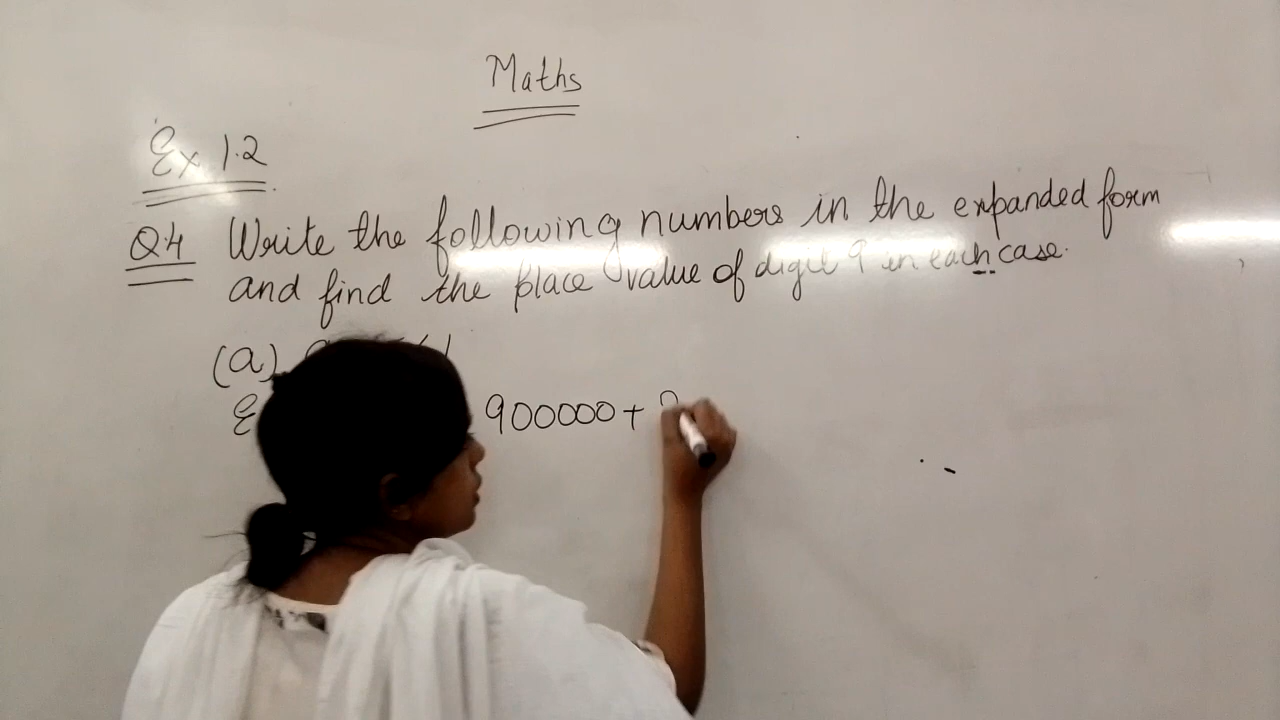 Maths
Ex 1.2
Q.4 Write the following numbers in the expanded form
and find the place value of digit 9 in each case.
(a)
900000 +